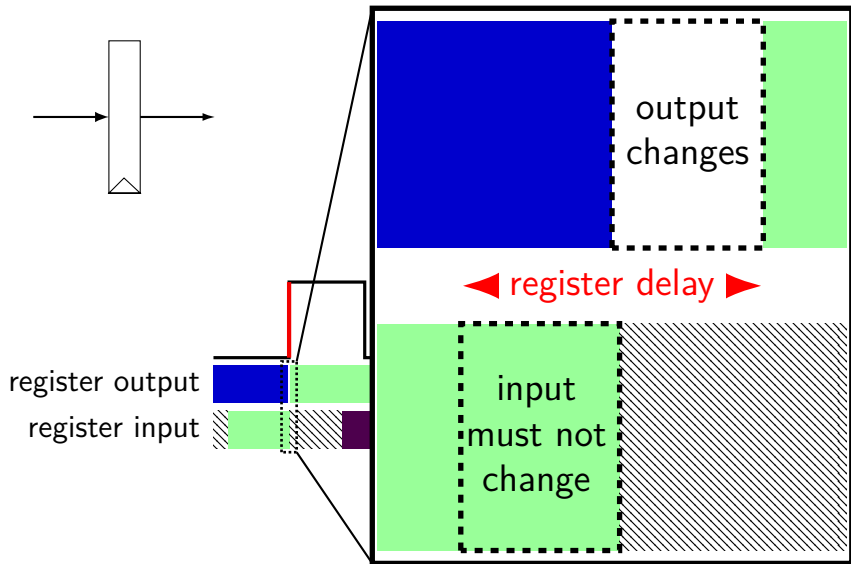 output
changes
register delay
register output
register input
input
must not
change